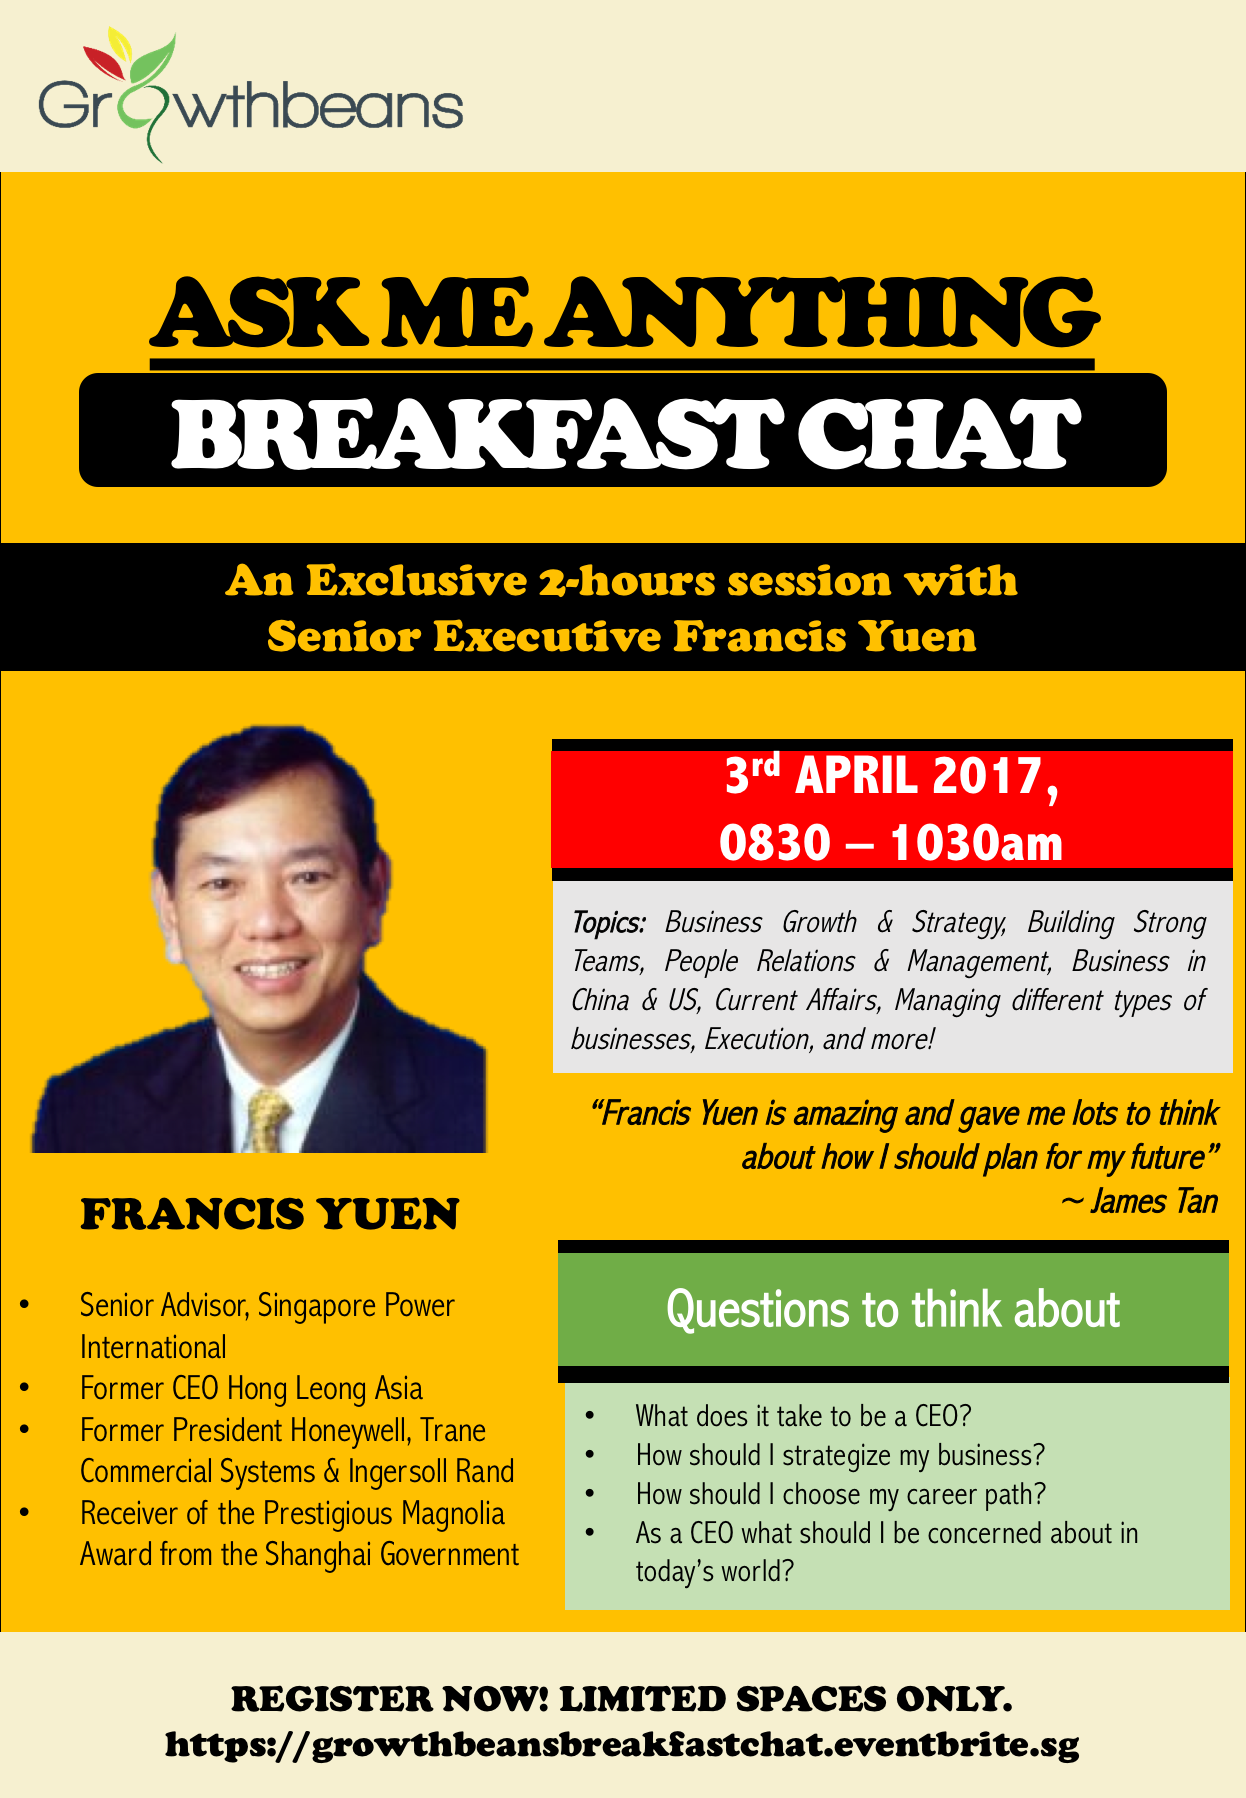 Growthbeans
ASK ME ANYTHING
BREAKFAST CHAT
An Exclusive 2-hours session with
Senior Executive Francis Yuen
3rd APRIL 2017,
0830 – 1030am
Topics: Business Growth & Strategy, Building Strong
Teams, People Relations & Management, Business in
China & US, Current Affairs, Managing different types of
businesses, Execution, and more!
“Francis Yuen is amazing and gave me lots to think
about how I should plan for my future”
~ James Tan
FRANCIS YUEN
• Senior Advisor, Singapore Power
International
• Former CEO Hong Leong Asia
• Former President Honeywell, Trane
Commercial Systems & Ingersoll Rand
• Receiver of the Prestigious Magnolia
Award from the Shanghai Government
Questions to think about
• What does it take to be a CEO?
• How should I strategize my business?
• How should I choose my career path?
• As a CEO what should I be concerned about in
today’s world?
REGISTER NOW! LIMITED SPACES ONLY.
https://growthbeansbreakfastchat.eventbrite.sg